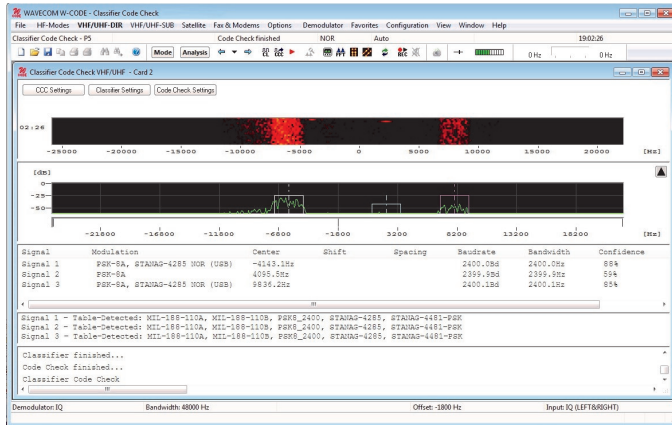 WAVECOM W-CODE - Classifier Code Check
File HF-Modes VHF/UHF-DIR VHF/UHF-SUB Satellite Fax & Modems Options Demodulator Favorites Configuration View Window Help
Classifier Code Check - P5 Code Check finished NOR Auto 19:02:26
Mode Analysis 0 Hz 0 Hz
Classifier Code Check VHF/UHF - Card 2
CCC Settings Classifier Settings Code Check Settings
02:26
-25000 -20000 -15000 -10000 -5000 0 5000 10000 15000 20000 [Hz]
[dB]
0
-25
-50
-21800 -16800 -11800 -6800 -1800 3200 8200 13200 18200 [Hz]
Signal Modulation Center Shift Spacing Baudrate Bandwidth Confidence
Signal 1 PSK-8A, STANAG-4285 NOR (USB) -4143.1Hz 2400.0Bd 2400.0Hz 88%
Signal 2 PSK-8A 4095.5Hz 2399.9Bd 2399.9Hz 59%
Signal 3 PSK-8A, STANAG-4285 NOR (USB) 9836.2Hz 2400.1Bd 2400.1Hz 85%
Signal 1 - Table-Detected: MIL-188-110A, MIL-188-110B, PSK8_2400, STANAG-4285, STANAG-4481-PSK
Signal 2 - Table-Detected: MIL-188-110A, MIL-188-110B, PSK8_2400, STANAG-4285, STANAG-4481-PSK
Signal 3 - Table-Detected: MIL-188-110A, MIL-188-110B, PSK8_2400, STANAG-4285, STANAG-4481-PSK
Classifier finished...
Code Check finished...
Classifier Code Check
Demodulator: IQ Bandwidth: 48000 Hz Offset: -1800 Hz Input: IQ (LEFT&RIGHT)